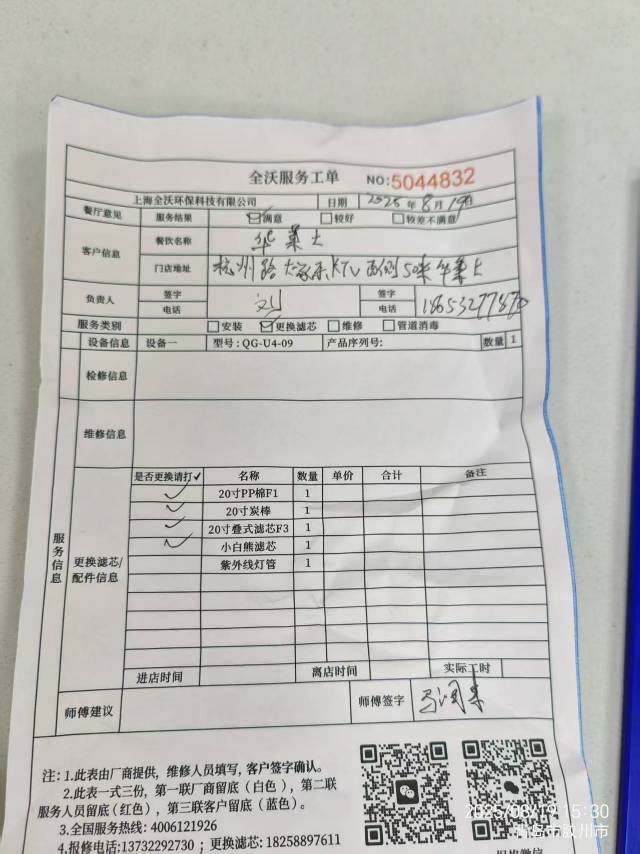 全沃服务工单 NO:5044832
上海全沃环保科技有限公司 日期 2025年8月19日
餐厅意见 服务结果 满意 较好 较差不满意
客户信息 餐饮名称 华莱士
门店地址 杭州路大家乐KTV西侧50米华莱士
负责人 签字 刘 签字
电话 电话
服务类别 安装 更换滤芯 维修 管道消毒
设备信息 设备一 型号:QG-U4-09 产品序列号: 数量 1
检修信息
维修信息
服务信息
更换滤芯/配件信息
是否更换请打✓ 名称 数量 单价 合计 备注
✓ 20寸PP棉F1 1
✓ 20寸炭棒 1
✓ 20寸叠式滤芯F3 1
✓ 小白熊滤芯 1
紫外线灯管 1
进店时间 离店时间 实际工时
师傅建议 师傅签字
注:1.此表由厂商提供，维修人员填写,客户签字确认。
2.此表一式三份，第一联厂商留底（白色），第二联
服务人员留底(红色），第三联客户留底（蓝色）。
3.全国服务热线: 4006121926
4.报修电话:13732292730 ; 更换滤芯: 18258897611
2025/08/19 15:30
青岛市胶州市